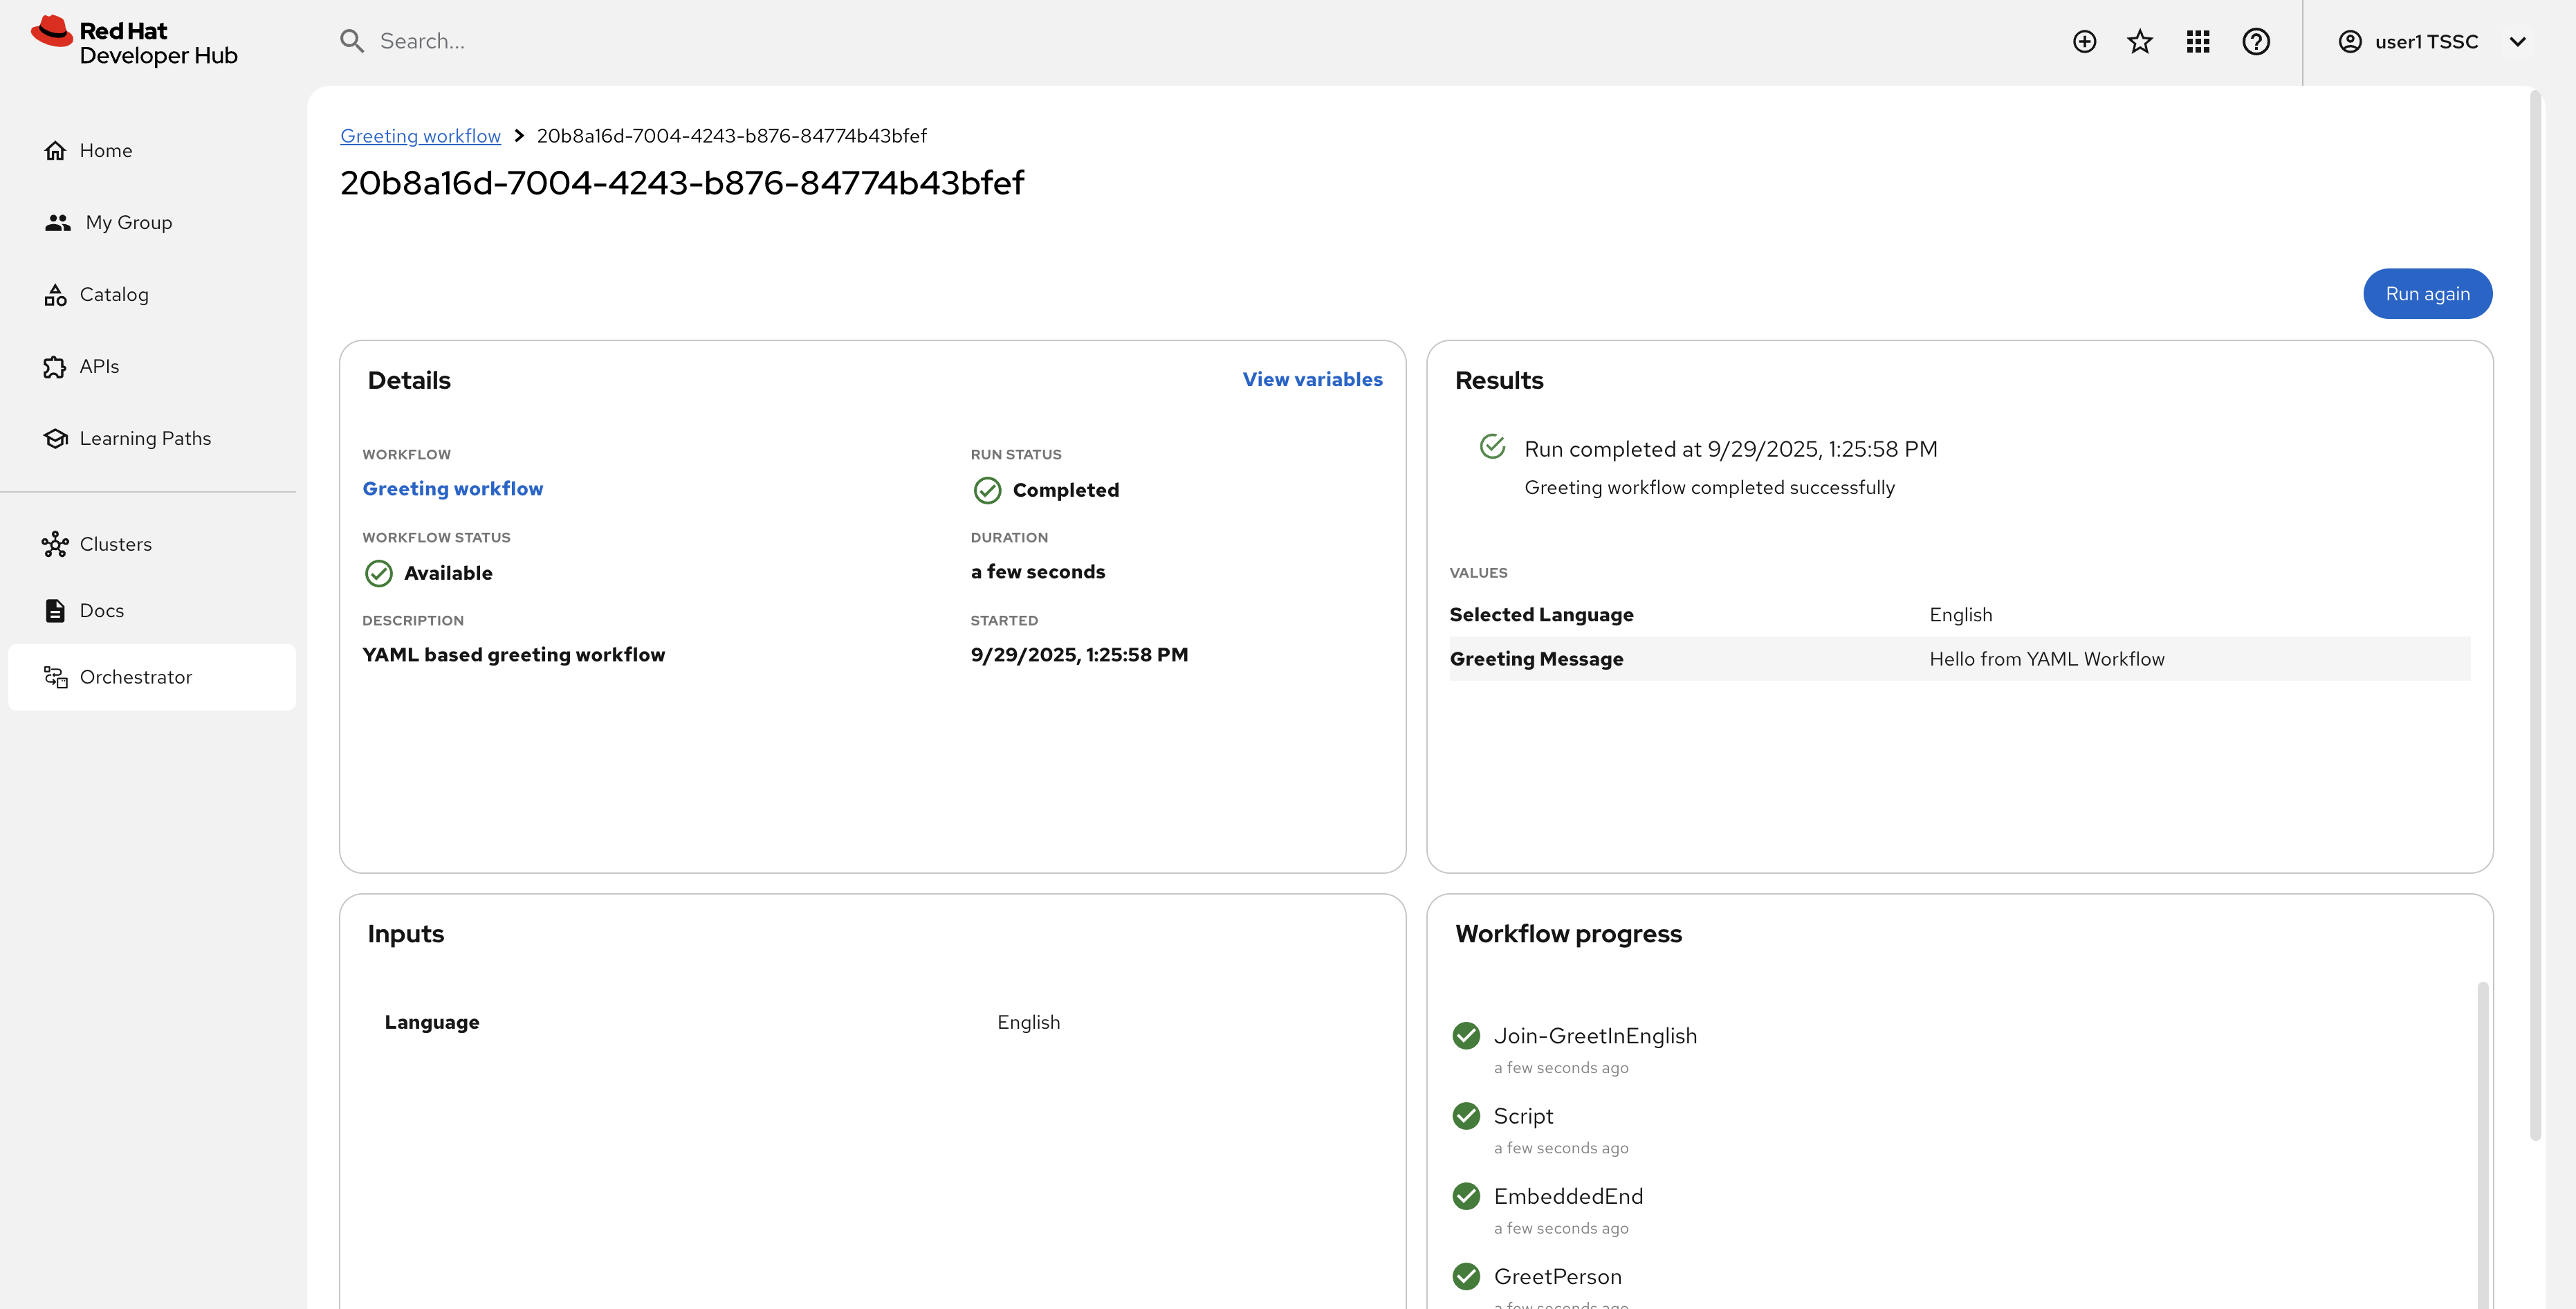 Red Hat
Developer Hub
Search...
user1 TSSC
Home
My Group
Catalog
APIs
Learning Paths
Clusters
Docs
Orchestrator
Greeting workflow > 20b8a16d-7004-4243-b876-84774b43bfef
20b8a16d-7004-4243-b876-84774b43bfef
Run again
Details
View variables
WORKFLOW
Greeting workflow
RUN STATUS
Completed
WORKFLOW STATUS
Available
DURATION
a few seconds
DESCRIPTION
YAML based greeting workflow
STARTED
9/29/2025, 1:25:58 PM
Results
Run completed at 9/29/2025, 1:25:58 PM
Greeting workflow completed successfully
VALUES
Selected Language English
Greeting Message Hello from YAML Workflow
Inputs
Language English
Workflow progress
Join-GreetInEnglish
a few seconds ago
Script
a few seconds ago
EmbeddedEnd
a few seconds ago
GreetPerson
a few seconds ago